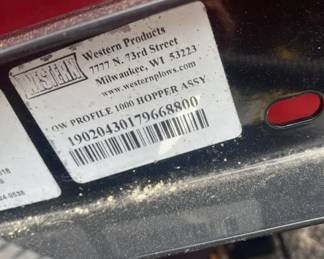 WESTERN
Western Products
7777 N. 73rd Street
Milwaukee, WI 53223
www.westernplows.com
OW PROFILE 1000 HOPPER ASSY
19020430179668800